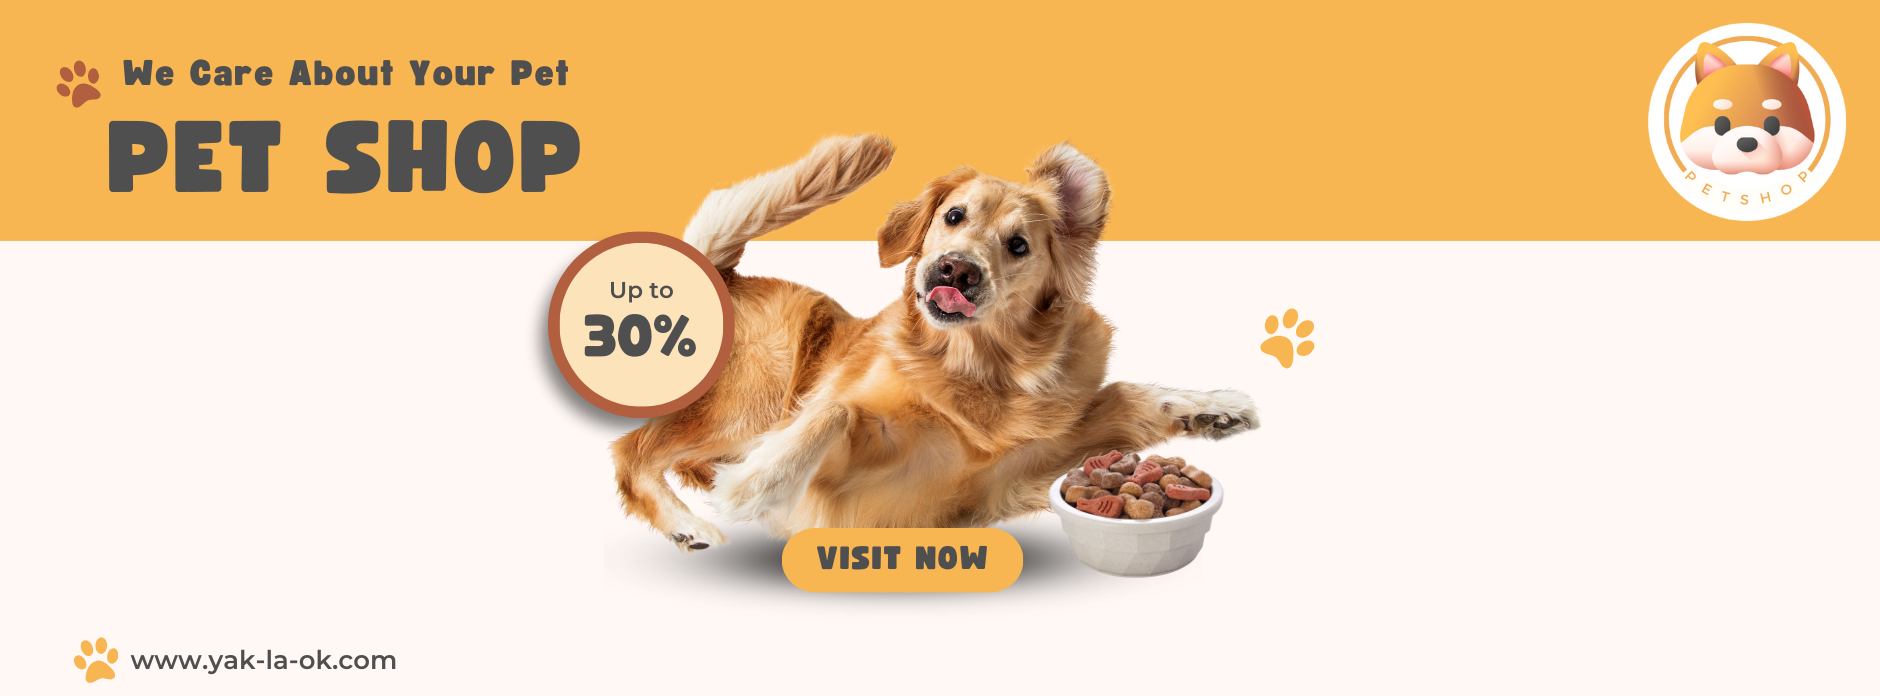 We Care About Your Pet
PET SHOP
PETSHOP
Up to
30%
VISIT NOW
www.yak-la-ok.com